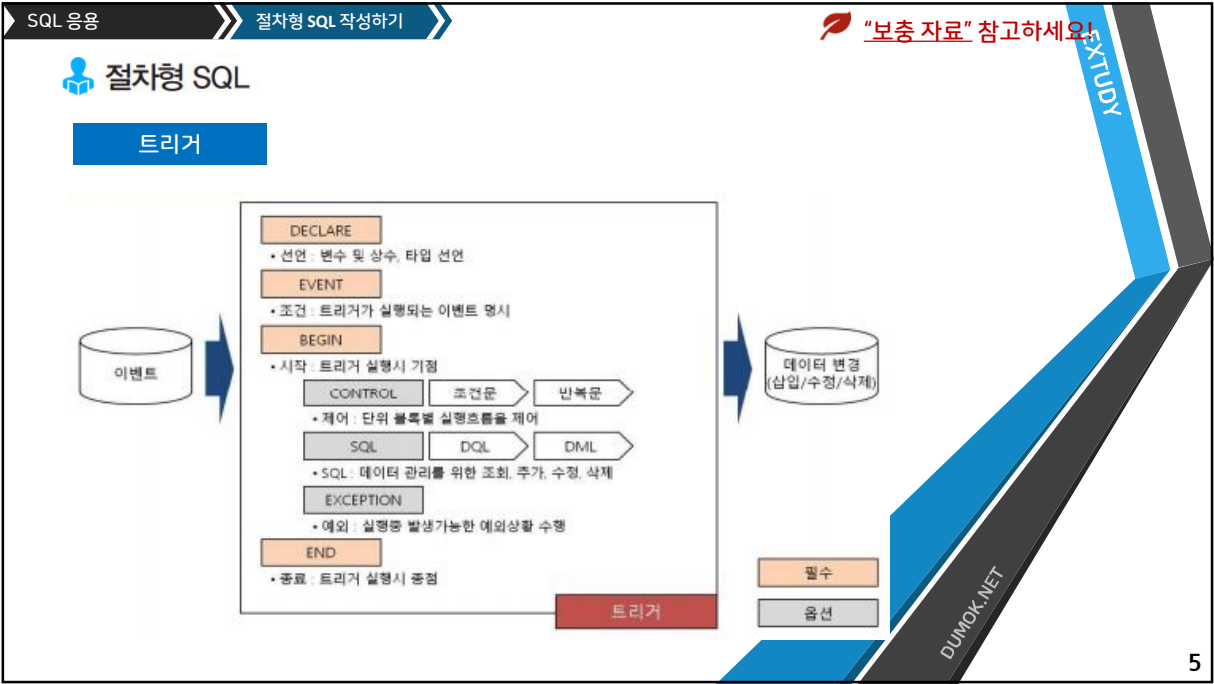 SQL 응용
절차형 SQL 작성하기
“보충 자료” 참고하세요!
EXTUDY
절차형 SQL
트리거
DECLARE
• 선언 : 변수 및 상수, 타입 선언
EVENT
• 조건 : 트리거가 실행되는 이벤트 명시
BEGIN
• 시작 : 트리거 실행시 기점
CONTROL 조건문 반복문
• 제어 : 단위 블록별 실행흐름을 제어
SQL DQL DML
• SQL : 데이터 관리를 위한 조회, 추가, 수정, 삭제
EXCEPTION
• 예외 : 실행중 발생가능한 예외상황 수행
END
• 종료 : 트리거 실행시 종점
트리거
이벤트
데이터 변경
(삽입/수정/삭제)
필수
옵션
DUMOK.NET
5